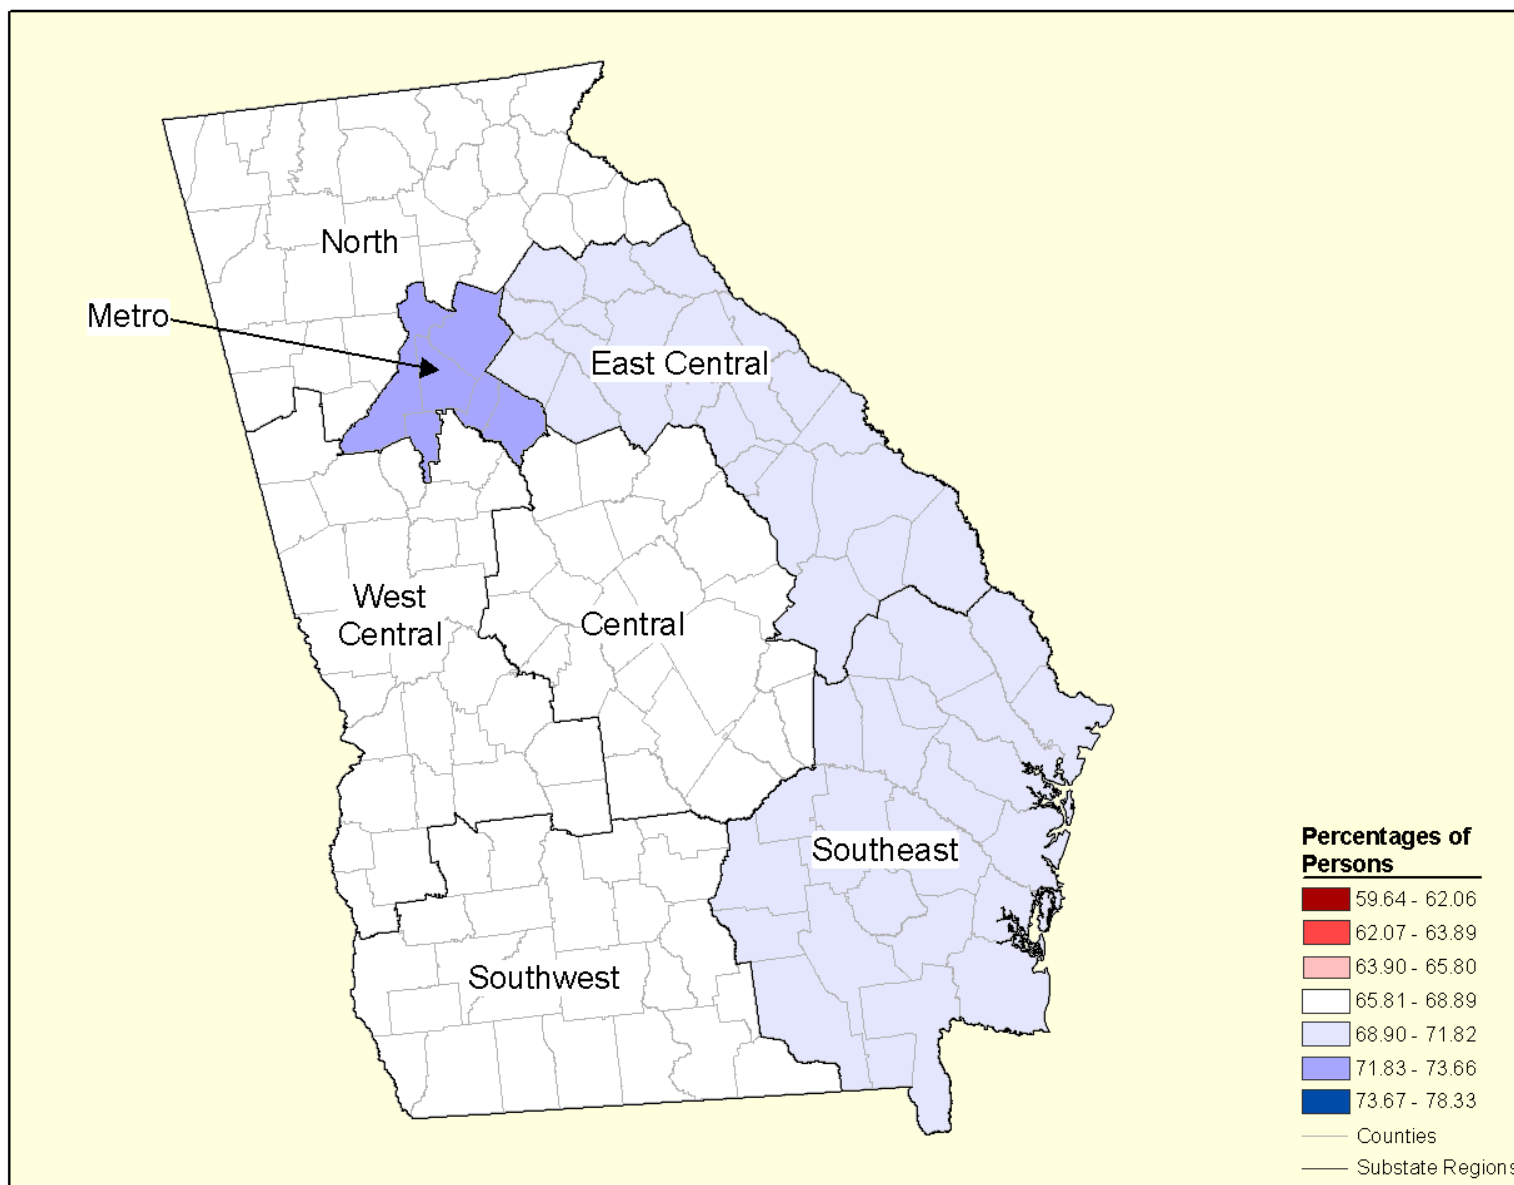 North
Metro
East Central
West
Central
Central
Southeast
Southwest
Percentages of
Persons
59.64 - 62.06
62.07 - 63.89
63.90 - 65.80
65.81 - 68.89
68.90 - 71.82
71.83 - 73.66
73.67 - 78.33
Counties
Substate Regions